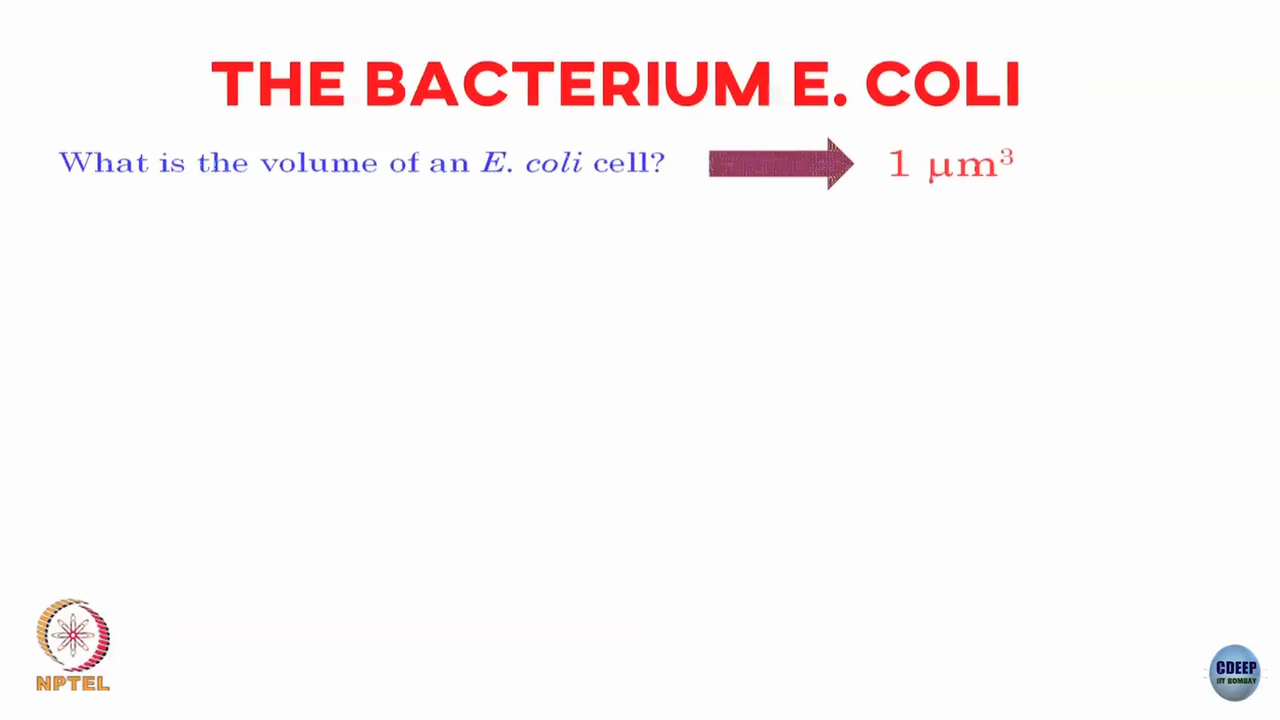 THE BACTERIUM E. COLI
What is the volume of an E. coli cell? 1 μm³
NPTEL
CDEEP
IIT BOMBAY